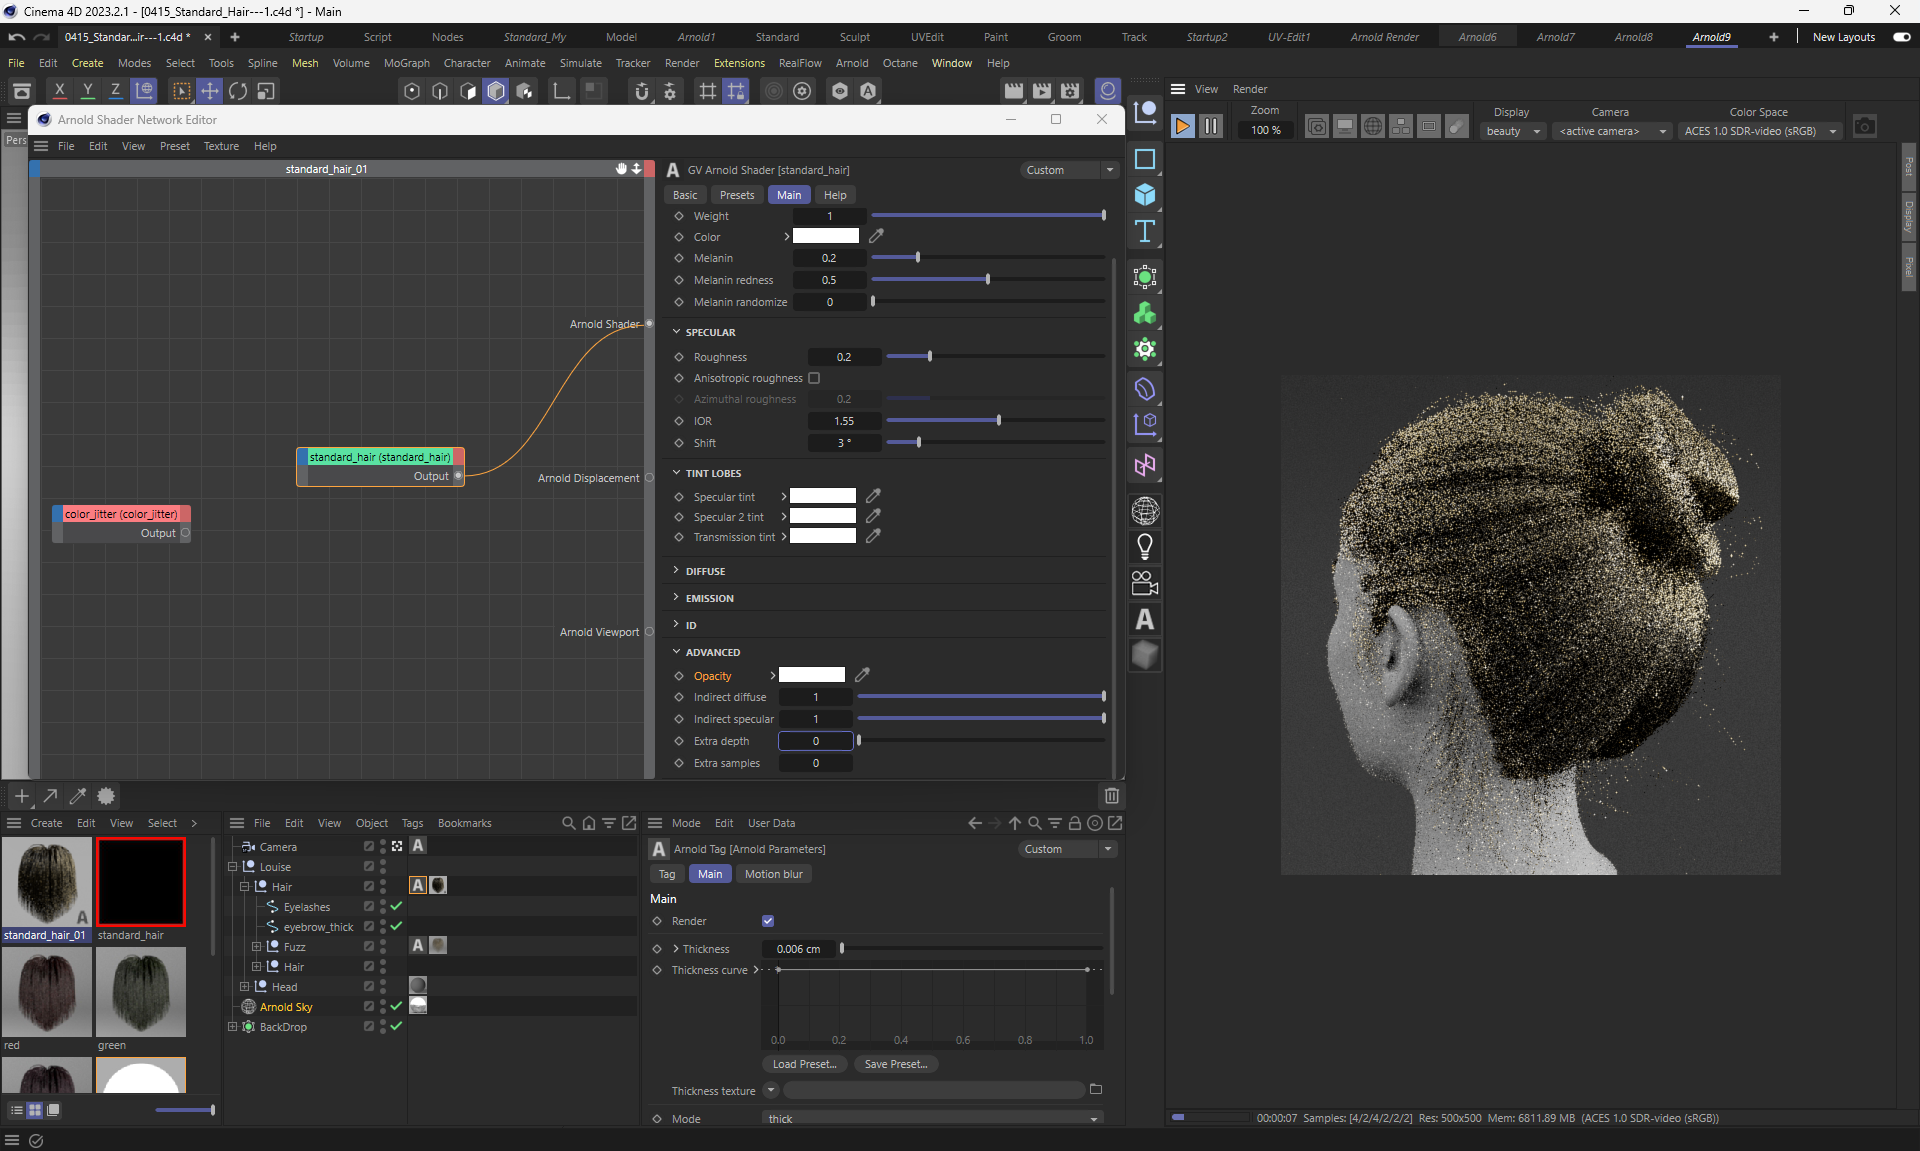 Cinema 4D 2023.2.1 - [0415_Standard_Hair---1.c4d *] - Main
0415_Standar...ir---1.c4d * × +
Startup Script Nodes Standard_My Model Arnold1 Standard Sculpt UVEdit Paint Groom Track Startup2 UV-Edit1 Arnold Render Arnold6 Arnold7 Arnold8 Arnold9 + New Layouts
File Edit Create Modes Select Tools Spline Mesh Volume MoGraph Character Animate Simulate Tracker Render Extensions RealFlow Arnold Octane Window Help
X Y Z
View Render
Zoom Display Camera Color Space
100 % beauty <active camera> ACES 1.0 SDR-video (sRGB)
Post
Display
Pixel
Pers
Arnold Shader Network Editor
File Edit View Preset Texture Help
standard_hair_01
Arnold Shader
standard_hair (standard_hair)
Output
Arnold Displacement
color_jitter (color_jitter)
Output
Arnold Viewport
A GV Arnold Shader [standard_hair] Custom
Basic Presets Main Help
Weight 1
Color
Melanin 0.2
Melanin redness 0.5
Melanin randomize 0
SPECULAR
Roughness 0.2
Anisotropic roughness
Azimuthal roughness 0.2
IOR 1.55
Shift 3 °
TINT LOBES
Specular tint
Specular 2 tint
Transmission tint
DIFFUSE
EMISSION
ID
ADVANCED
Opacity
Indirect diffuse 1
Indirect specular 1
Extra depth 0
Extra samples 0
Create Edit View Select
standard_hair_01 standard_hair
red green
File Edit View Object Tags Bookmarks
Camera
Louise
Hair
Eyelashes
eyebrow_thick
Fuzz
Hair
Head
Arnold Sky
BackDrop
Mode Edit User Data
A Arnold Tag [Arnold Parameters] Custom
Tag Main Motion blur
Main
Render
Thickness 0.006 cm
Thickness curve
0.0 0.2 0.4 0.6 0.8 1.0
Load Preset... Save Preset...
Thickness texture
Mode thick
00:00:07 Samples: [4/2/4/2/2/2] Res: 500x500 Mem: 6811.89 MB (ACES 1.0 SDR-video (sRGB))